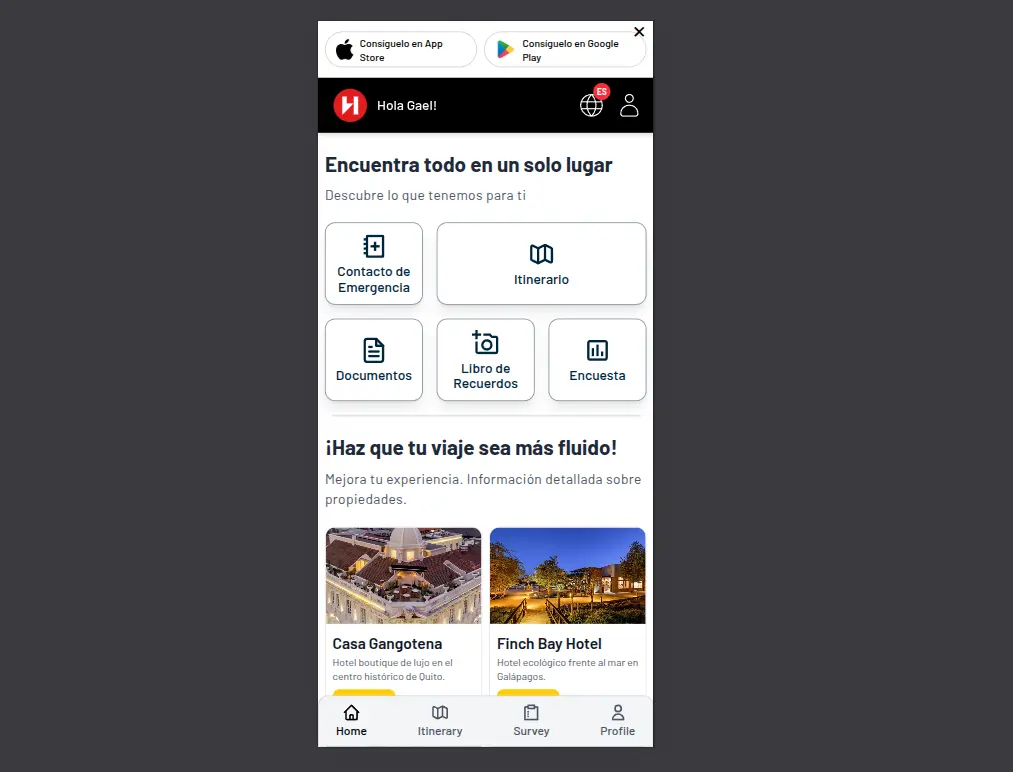 Consíguelo en App
Store
Consíguelo en Google
Play
Hola Gael!
ES
Encuentra todo en un solo lugar
Descubre lo que tenemos para ti
Contacto de
Emergencia
Itinerario
Documentos
Libro de
Recuerdos
Encuesta
¡Haz que tu viaje sea más fluido!
Mejora tu experiencia. Información detallada sobre
propiedades.
Casa Gangotena
Hotel boutique de lujo en el
centro histórico de Quito.
Finch Bay Hotel
Hotel ecológico frente al mar en
Galápagos.
Home
Itinerary
Survey
Profile